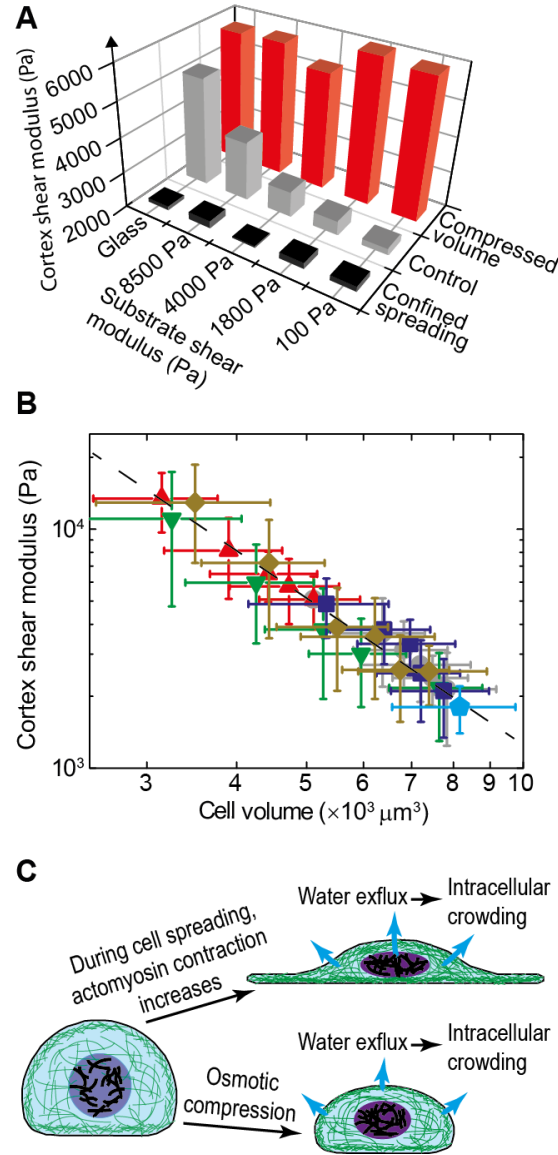 A
Cortex shear modulus (Pa)
6000
5000
4000
3000
2000
Glass
8500 Pa
4000 Pa
1800 Pa
100 Pa
Substrate shear
modulus (Pa)
Compressed
volume
Control
Confined
spreading
B
Cortex shear modulus (Pa)
10⁴
10³
3
4
5
6
7
8
9
10
Cell volume (×10³ μm³)
C
During cell spreading,
actomyosin contraction
increases
Water exflux
Intracellular
crowding
Osmotic
compression
Water exflux
Intracellular
crowding